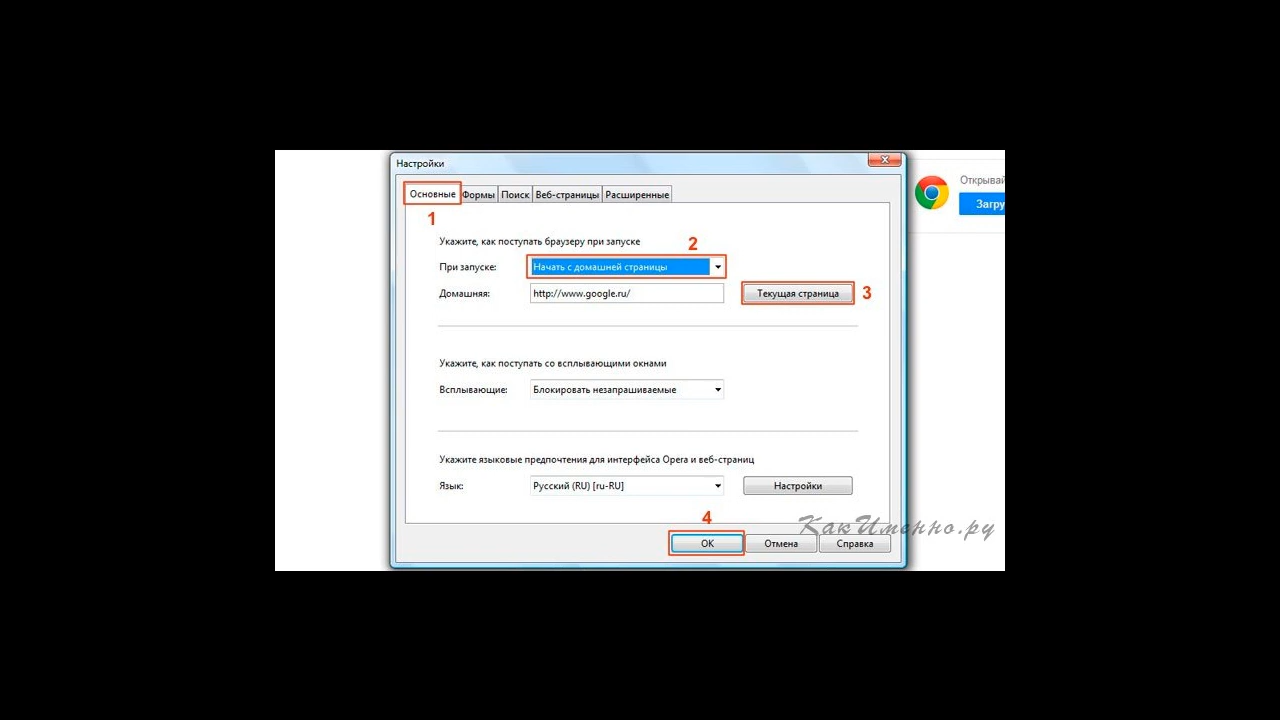 Настройки
Основные Формы Поиск Веб-страницы Расширенные
1
Укажите, как поступать браузеру при запуске
2
При запуске: Начать с домашней страницы
Домашняя: http://www.google.ru/ Текущая страница 3
Укажите, как поступать со всплывающими окнами
Всплывающие: Блокировать незапрашиваемые
Укажите языковые предпочтения для интерфейса Opera и веб-страниц
Язык: Русский (RU) [ru-RU] Настройки
4
КакИменно.ру
OK Отмена Справка
Открывай
Загру